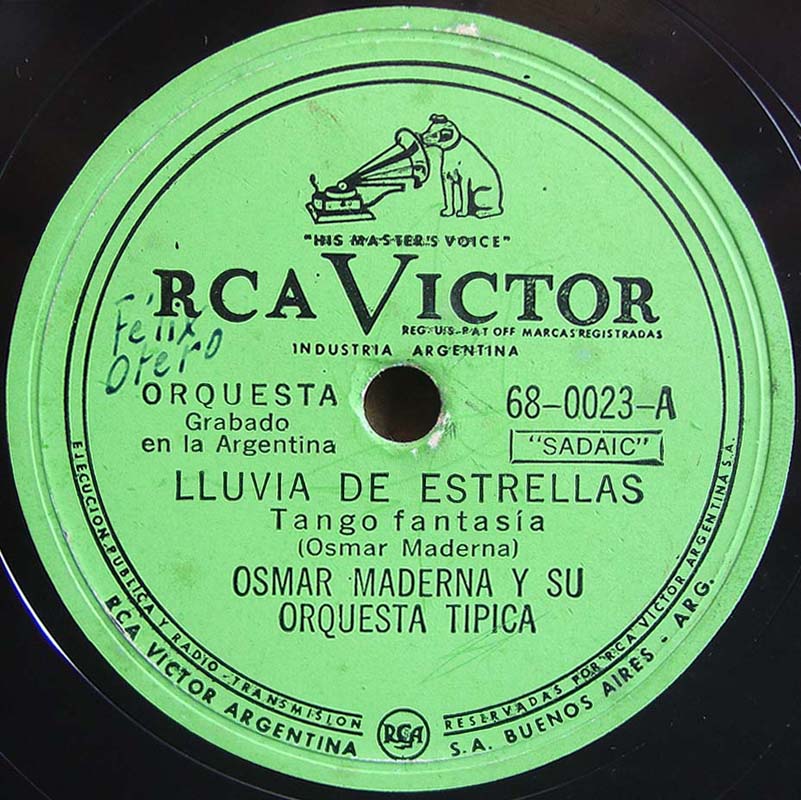 "HIS MASTER'S VOICE"
RCA VICTOR
REG. U.S. PAT OFF MARCAS REGISTRADAS
INDUSTRIA ARGENTINA
Félix
Otero
ORQUESTA
Grabado
en la Argentina
68-0023-A
"SADAIC"
LLUVIA DE ESTRELLAS
Tango fantasía
(Osmar Maderna)
OSMAR MADERNA Y SU
ORQUESTA TIPICA
EJECUCION PUBLICA Y RADIO-TRANSMISION
RESERVADAS POR RCA VICTOR ARGENTINA S.A.
RCA VICTOR ARGENTINA
RCA
S.A. BUENOS AIRES - ARG.